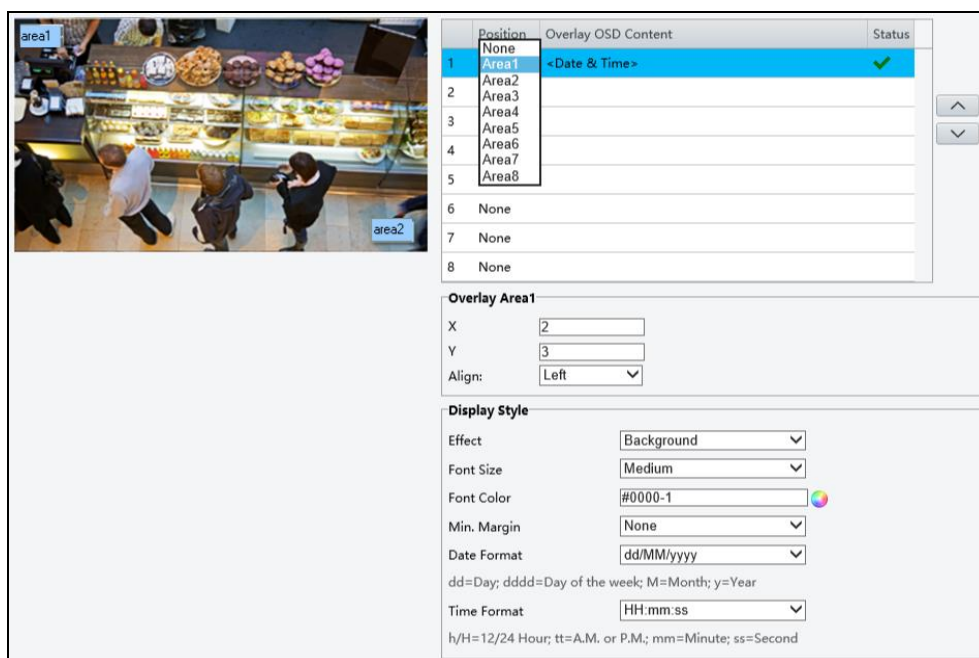 area1
area2
Position Overlay OSD Content Status
None
1 Area1 <Date & Time>
Area2
2
Area3
3 Area4
Area5
4 Area6
Area7
5 Area8
6 None
7 None
8 None
Overlay Area1
X 2
Y 3
Align: Left
Display Style
Effect Background
Font Size Medium
Font Color #0000-1
Min. Margin None
Date Format dd/MM/yyyy
dd=Day; dddd=Day of the week; M=Month; y=Year
Time Format HH:mm:ss
h/H=12/24 Hour; tt=A.M. or P.M.; mm=Minute; ss=Second